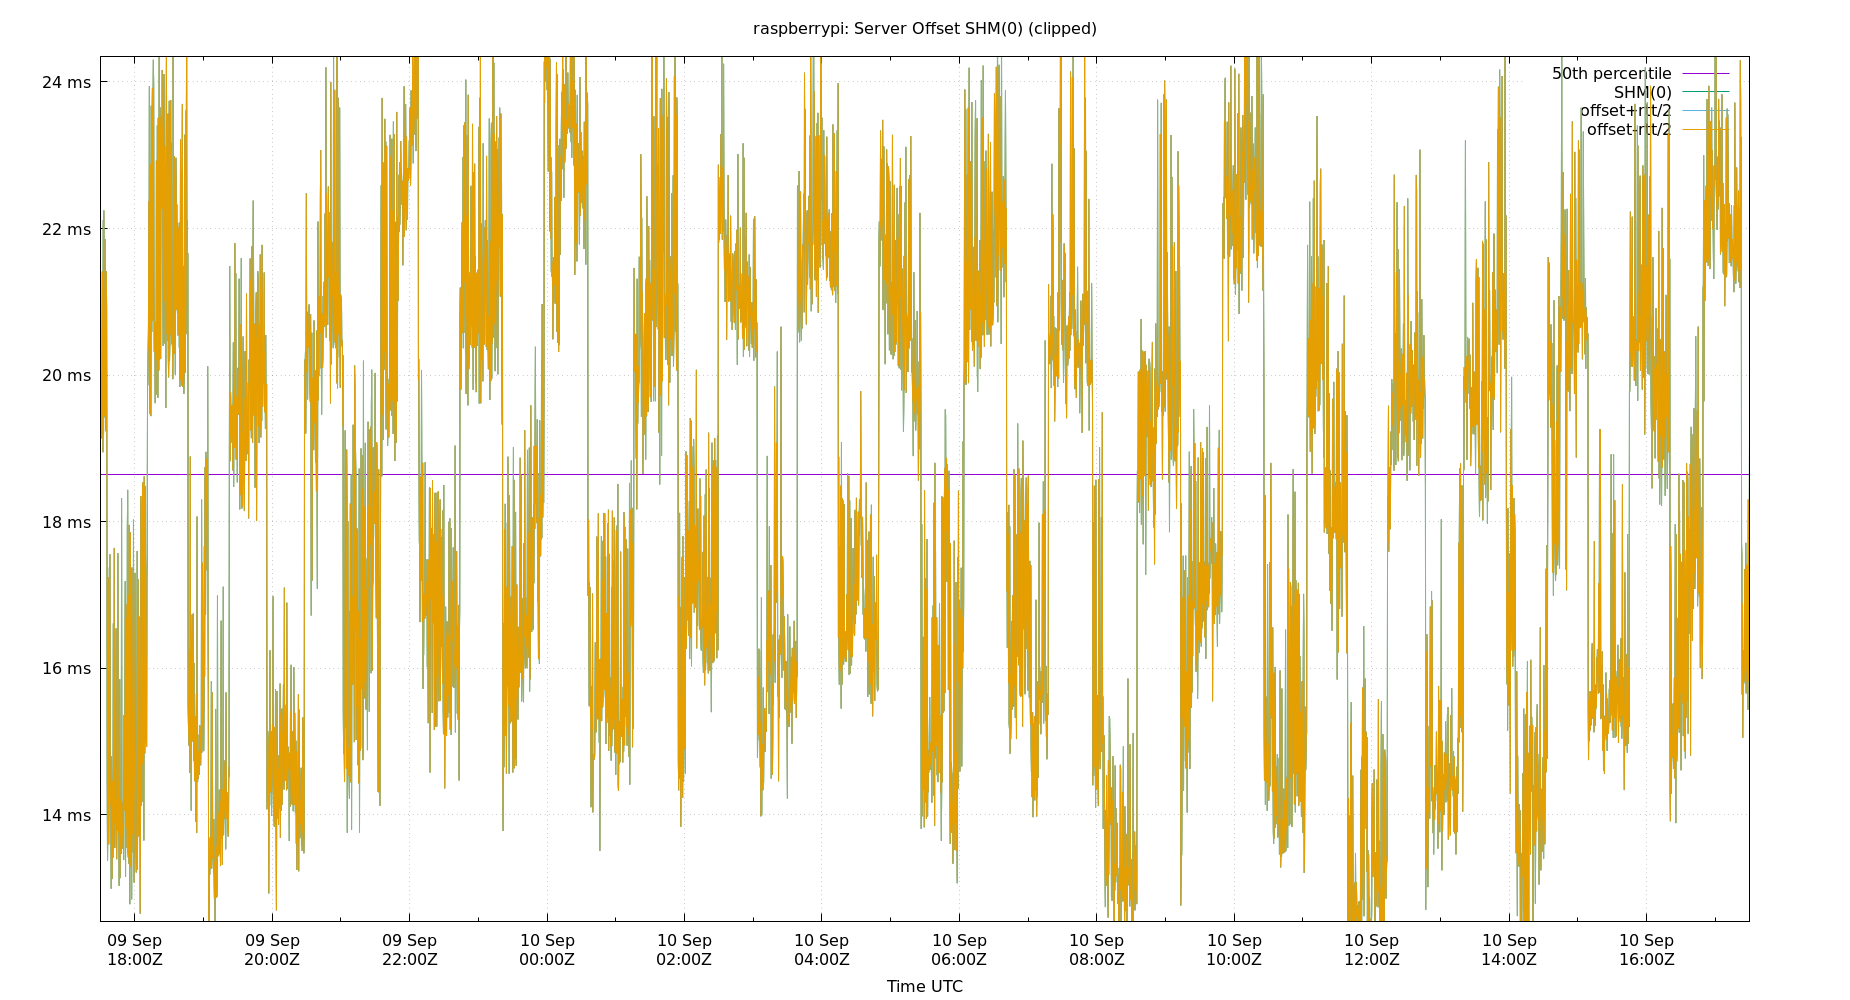 raspberrypi: Server Offset SHM(0) (clipped)
24 ms
22 ms
20 ms
18 ms
16 ms
14 ms
50th percentile
SHM(0)
offset+rtt/2
offset-rtt/2
09 Sep
18:00Z
09 Sep
20:00Z
09 Sep
22:00Z
10 Sep
00:00Z
10 Sep
02:00Z
10 Sep
04:00Z
10 Sep
06:00Z
10 Sep
08:00Z
10 Sep
10:00Z
10 Sep
12:00Z
10 Sep
14:00Z
10 Sep
16:00Z
Time UTC